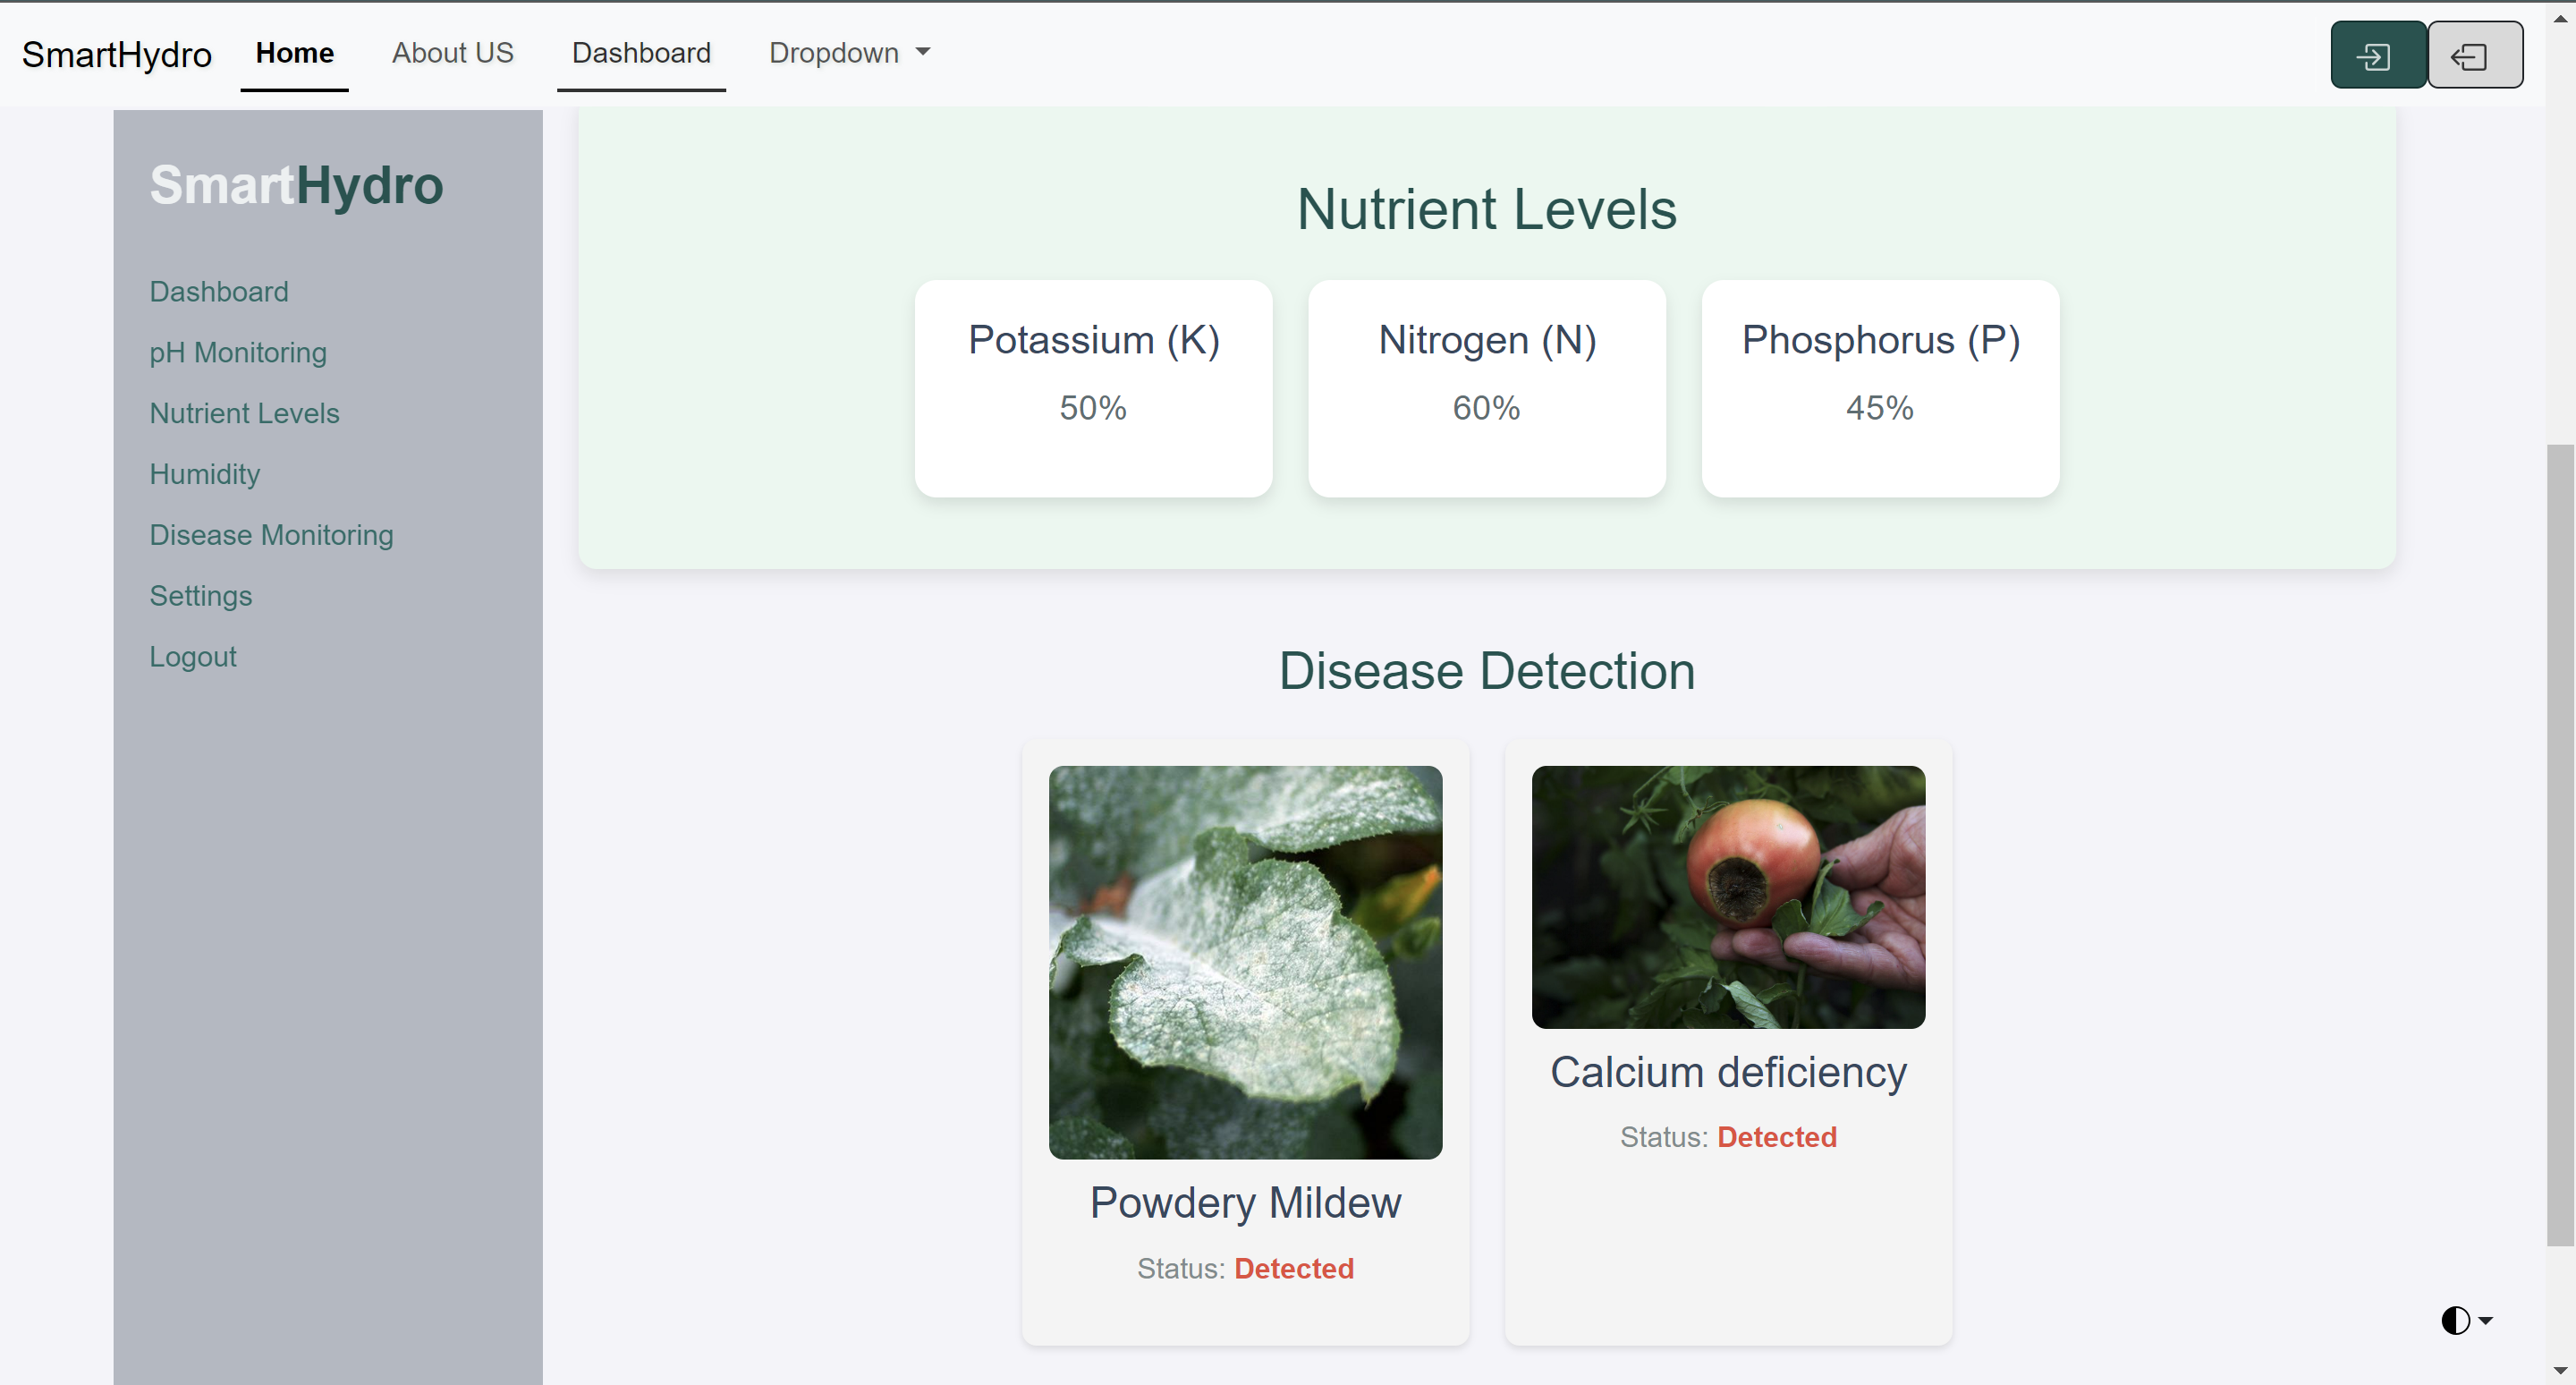 SmartHydro Home About US Dashboard Dropdown
SmartHydro
Dashboard
pH Monitoring
Nutrient Levels
Humidity
Disease Monitoring
Settings
Logout
Nutrient Levels
Potassium (K)
50%
Nitrogen (N)
60%
Phosphorus (P)
45%
Disease Detection
Powdery Mildew
Status: Detected
Calcium deficiency
Status: Detected